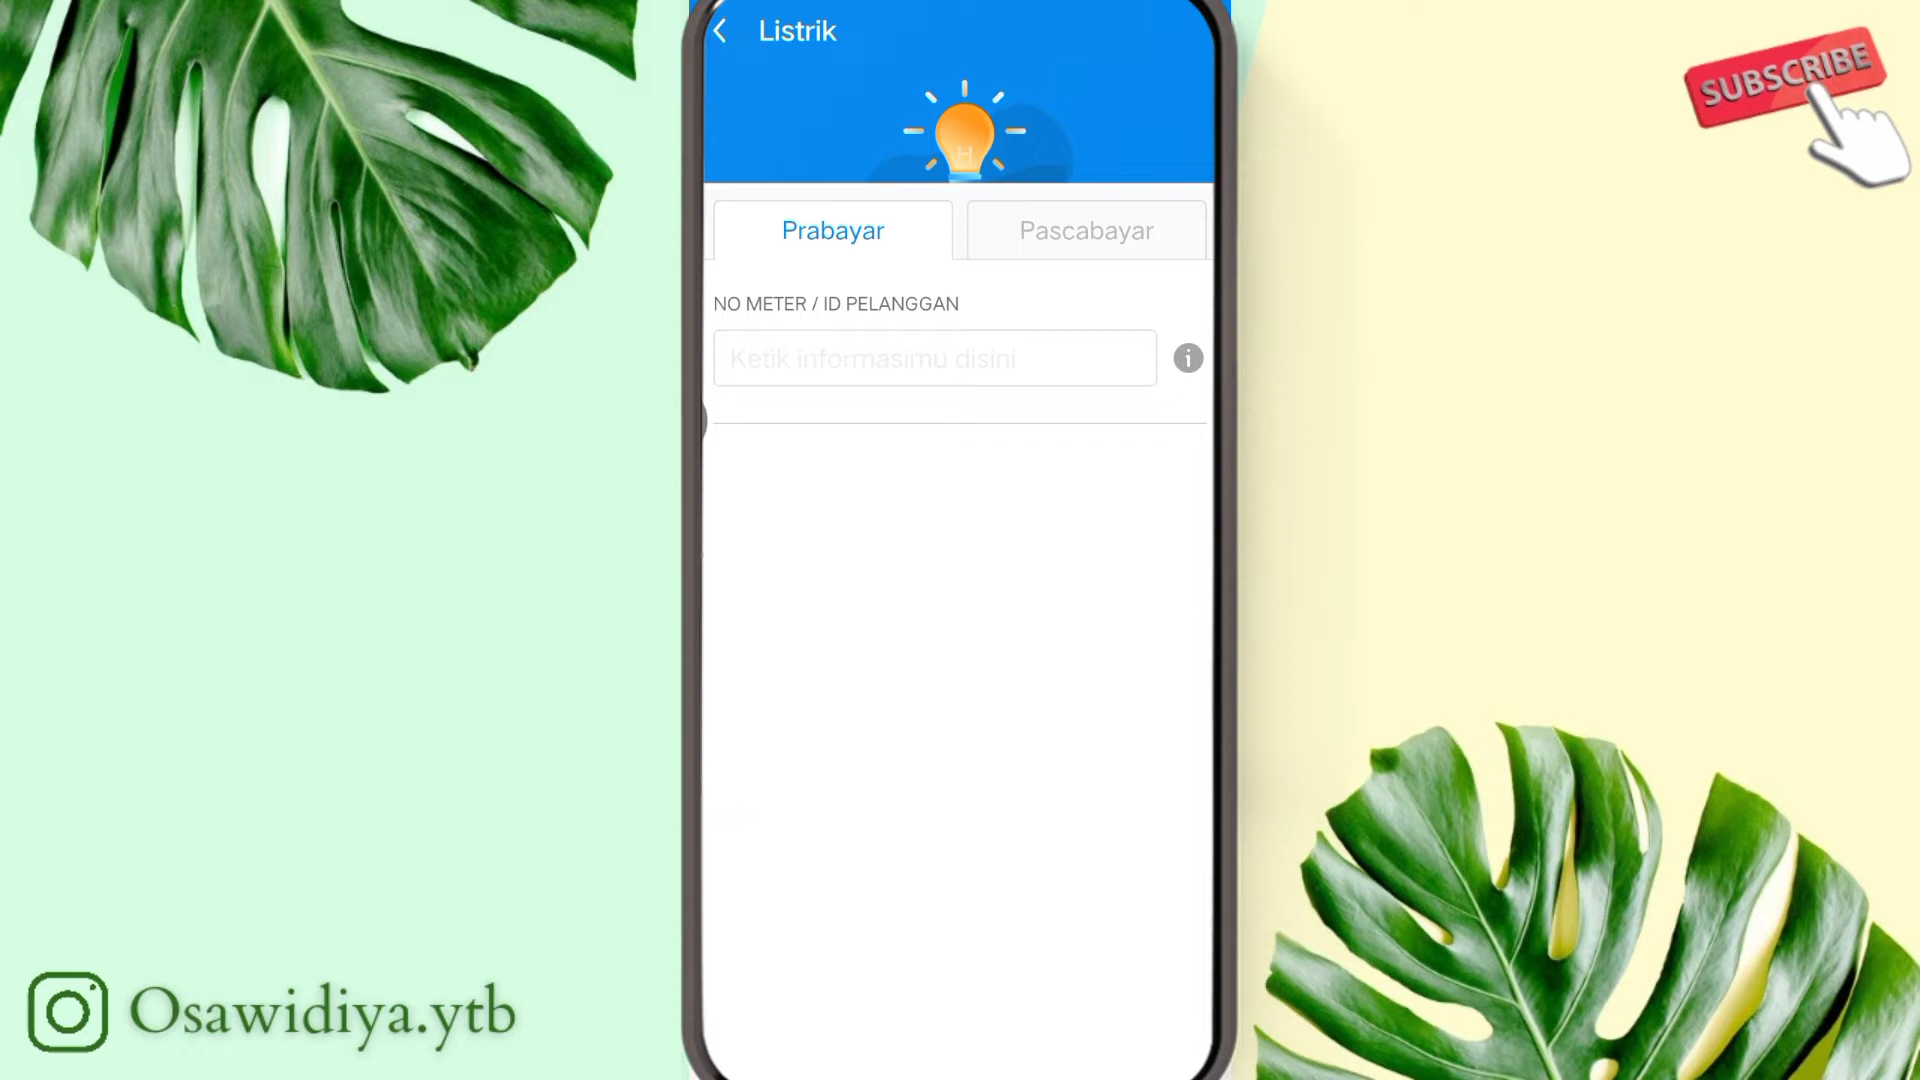 Listrik
SUBSCRIBE
Prabayar
Pascabayar
NO METER / ID PELANGGAN
Ketik informasimu disini
Osawidiya.ytb